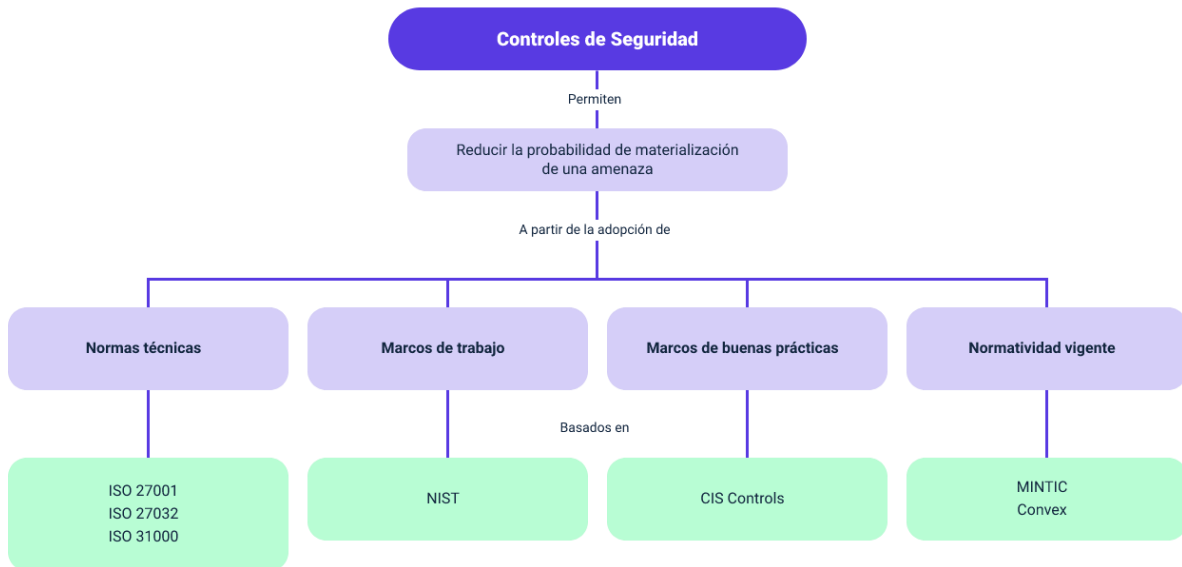 Controles de Seguridad
Permiten
Reducir la probabilidad de materialización
de una amenaza
A partir de la adopción de
Normas técnicas
Marcos de trabajo
Marcos de buenas prácticas
Normatividad vigente
Basados en
ISO 27001
ISO 27032
ISO 31000
NIST
CIS Controls
MINTIC
Convex